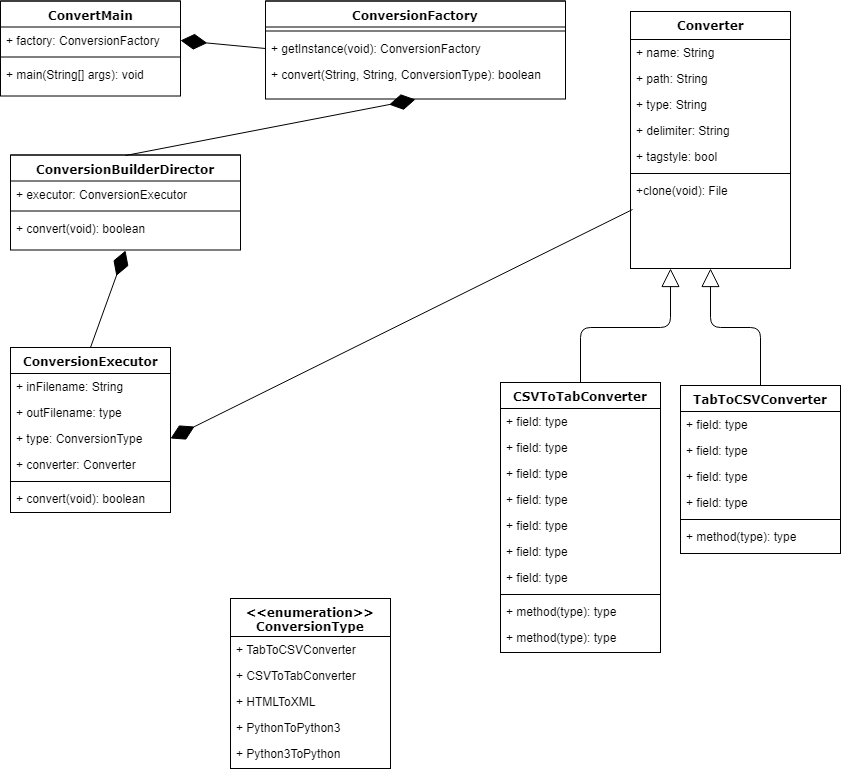 ConvertMain
+ factory: ConversionFactory
+ main(String[] args): void
ConversionFactory
+ getInstance(void): ConversionFactory
+ convert(String, String, ConversionType): boolean
Converter
+ name: String
+ path: String
+ type: String
+ delimiter: String
+ tagstyle: bool
+clone(void): File
ConversionBuilderDirector
+ executor: ConversionExecutor
+ convert(void): boolean
ConversionExecutor
+ inFilename: String
+ outFilename: type
+ type: ConversionType
+ converter: Converter
+ convert(void): boolean
CSVToTabConverter
+ field: type
+ field: type
+ field: type
+ field: type
+ field: type
+ field: type
+ field: type
+ method(type): type
+ method(type): type
TabToCSVConverter
+ field: type
+ field: type
+ field: type
+ field: type
+ method(type): type
<<enumeration>>
ConversionType
+ TabToCSVConverter
+ CSVToTabConverter
+ HTMLToXML
+ PythonToPython3
+ Python3ToPython